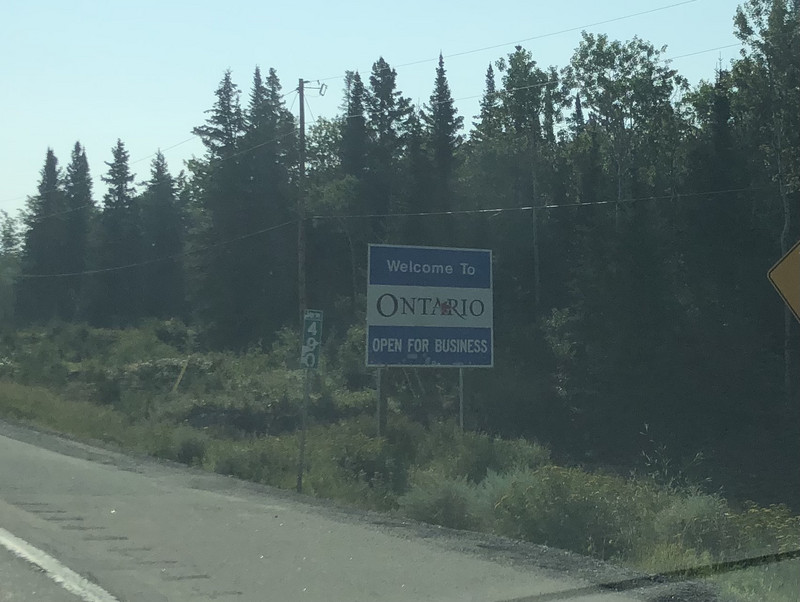 Welcome To
ONTARIO
OPEN FOR BUSINESS
490